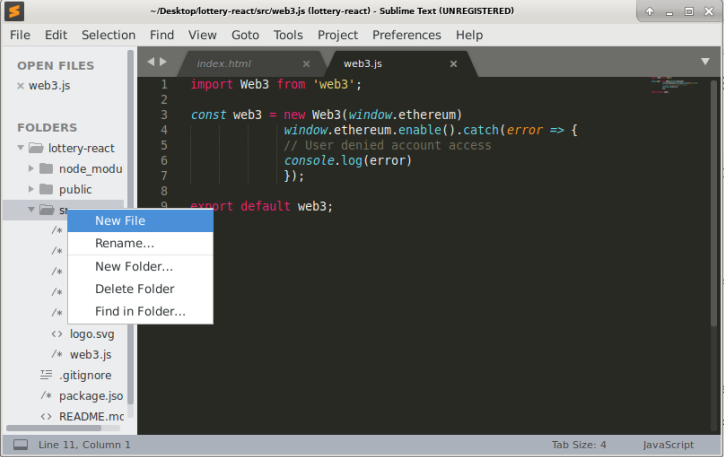 ~/Desktop/lottery-react/src/web3.js (lottery-react) - Sublime Text (UNREGISTERED)
File Edit Selection Find View Goto Tools Project Preferences Help
OPEN FILES
web3.js
FOLDERS
lottery-react
node_modu
public
New File
Rename...
New Folder...
Delete Folder
Find in Folder...
/*
/*
/*
/*
/*
<> logo.svg
/* web3.js
.gitignore
/* package.jso
<> README.mc
index.html
web3.js
1 import Web3 from 'web3';
2
3 const web3 = new Web3(window.ethereum)
4 window.ethereum.enable().catch(error => {
5 // User denied account access
6 console.log(error)
7 });
8
9 export default web3;
Line 11, Column 1
Tab Size: 4
JavaScript